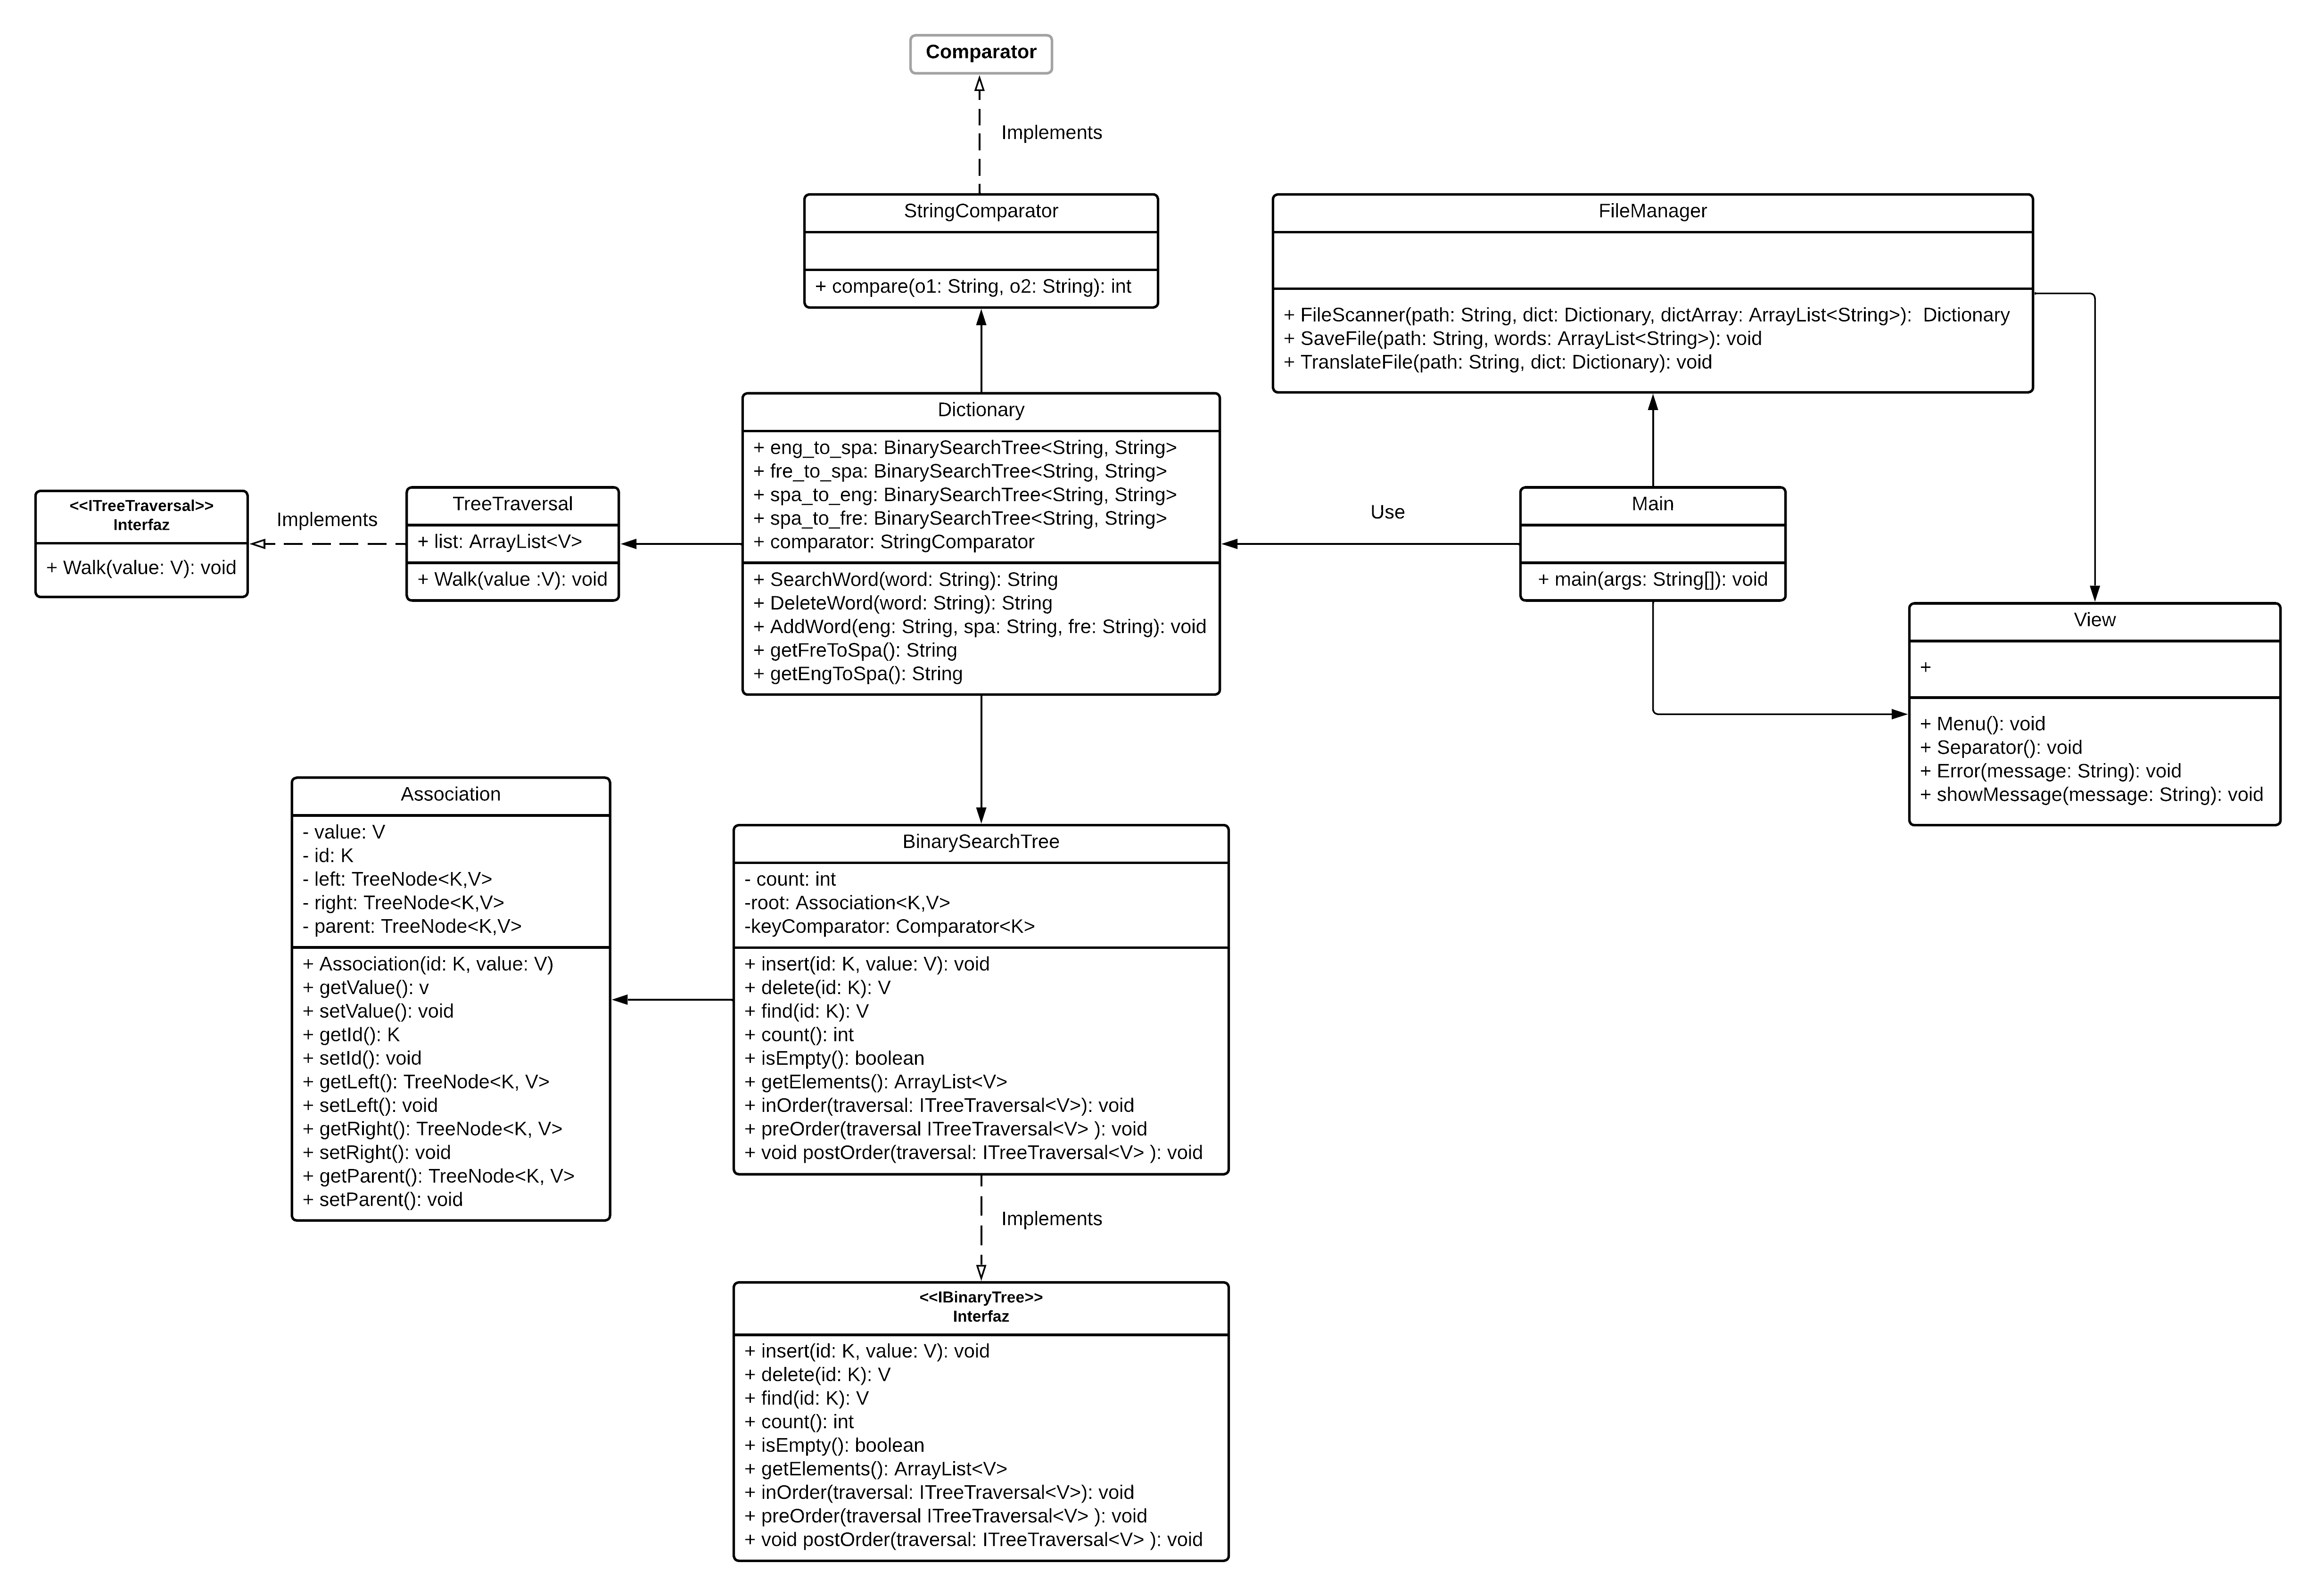 Comparator
Implements
StringComparator
+ compare(o1: String, o2: String): int
FileManager
+ FileScanner(path: String, dict: Dictionary, dictArray: ArrayList<String>):  Dictionary
+ SaveFile(path: String, words: ArrayList<String>): void
+ TranslateFile(path: String, dict: Dictionary): void
<<ITreeTraversal>>
Interfaz
+ Walk(value: V): void
Implements
TreeTraversal
+ list: ArrayList<V>
+ Walk(value :V): void
Dictionary
+ eng_to_spa: BinarySearchTree<String, String>
+ fre_to_spa: BinarySearchTree<String, String>
+ spa_to_eng: BinarySearchTree<String, String>
+ spa_to_fre: BinarySearchTree<String, String>
+ comparator: StringComparator
+ SearchWord(word: String): String
+ DeleteWord(word: String): String
+ AddWord(eng: String, spa: String, fre: String): void
+ getFreToSpa(): String
+ getEngToSpa(): String
Use
Main
+ main(args: String[]): void
View
+
+ Menu(): void
+ Separator(): void
+ Error(message: String): void
+ showMessage(message: String): void
Association
- value: V
- id: K
- left: TreeNode<K,V>
- right: TreeNode<K,V>
- parent: TreeNode<K,V>
+ Association(id: K, value: V)
+ getValue(): v
+ setValue(): void
+ getId(): K
+ setId(): void
+ getLeft(): TreeNode<K, V>
+ setLeft(): void
+ getRight(): TreeNode<K, V>
+ setRight(): void
+ getParent(): TreeNode<K, V>
+ setParent(): void
BinarySearchTree
- count: int
-root: Association<K,V>
-keyComparator: Comparator<K>
+ insert(id: K, value: V): void
+ delete(id: K): V
+ find(id: K): V
+ count(): int
+ isEmpty(): boolean
+ getElements(): ArrayList<V>
+ inOrder(traversal: ITreeTraversal<V>): void
+ preOrder(traversal ITreeTraversal<V> ): void
+ void postOrder(traversal: ITreeTraversal<V> ): void
Implements
<<IBinaryTree>>
Interfaz
+ insert(id: K, value: V): void
+ delete(id: K): V
+ find(id: K): V
+ count(): int
+ isEmpty(): boolean
+ getElements(): ArrayList<V>
+ inOrder(traversal: ITreeTraversal<V>): void
+ preOrder(traversal ITreeTraversal<V> ): void
+ void postOrder(traversal: ITreeTraversal<V> ): void